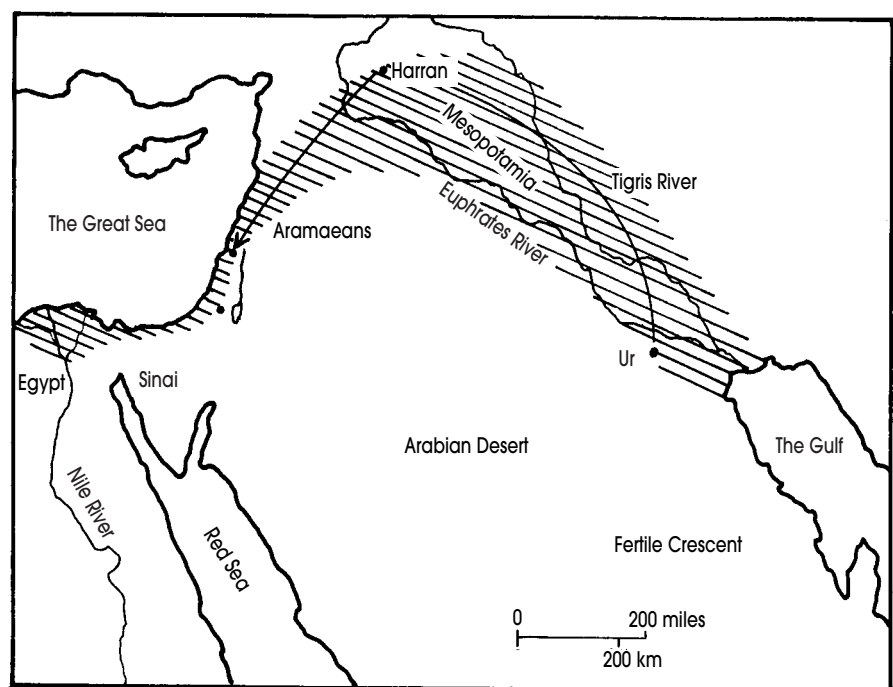 Harran
Mesopotamia
Tigris River
Euphrates River
The Great Sea
Aramaeans
Ur
Egypt
Sinai
Arabian Desert
The Gulf
Nile River
Red Sea
Fertile Crescent
0 200 miles
200 km